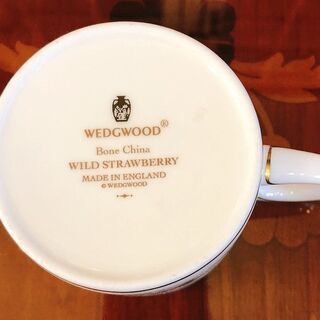 WEDGWOOD®
Bone China
WILD STRAWBERRY
MADE IN ENGLAND
© WEDGWOOD